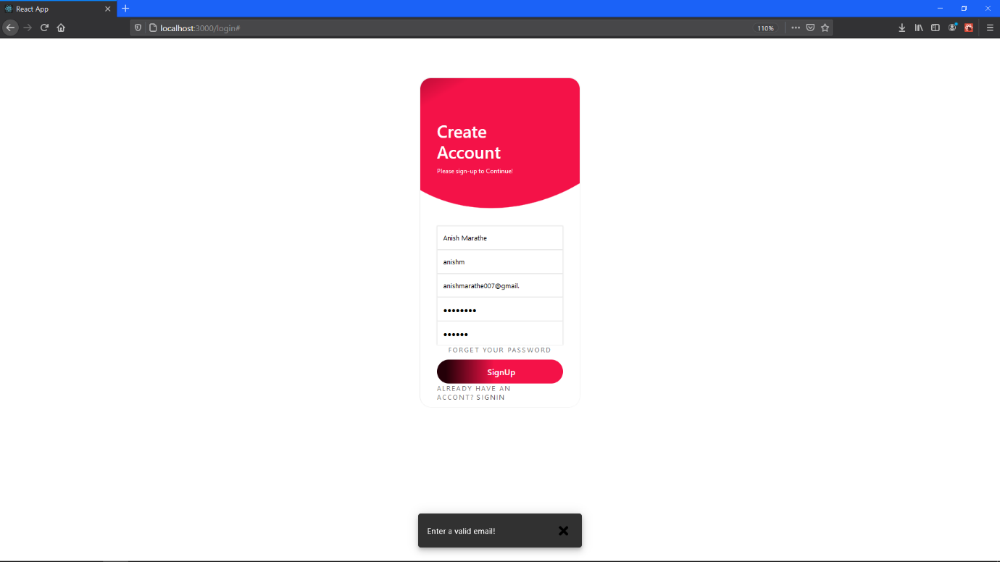 React App
localhost:3000/login#
110%
Create
Account
Please sign-up to Continue!
Anish Marathe
anishm
anishmarathe007@gmail.
••••••••
••••••
FORGET YOUR PASSWORD
SignUp
ALREADY HAVE AN
ACCONT? SIGNIN
Enter a valid email!